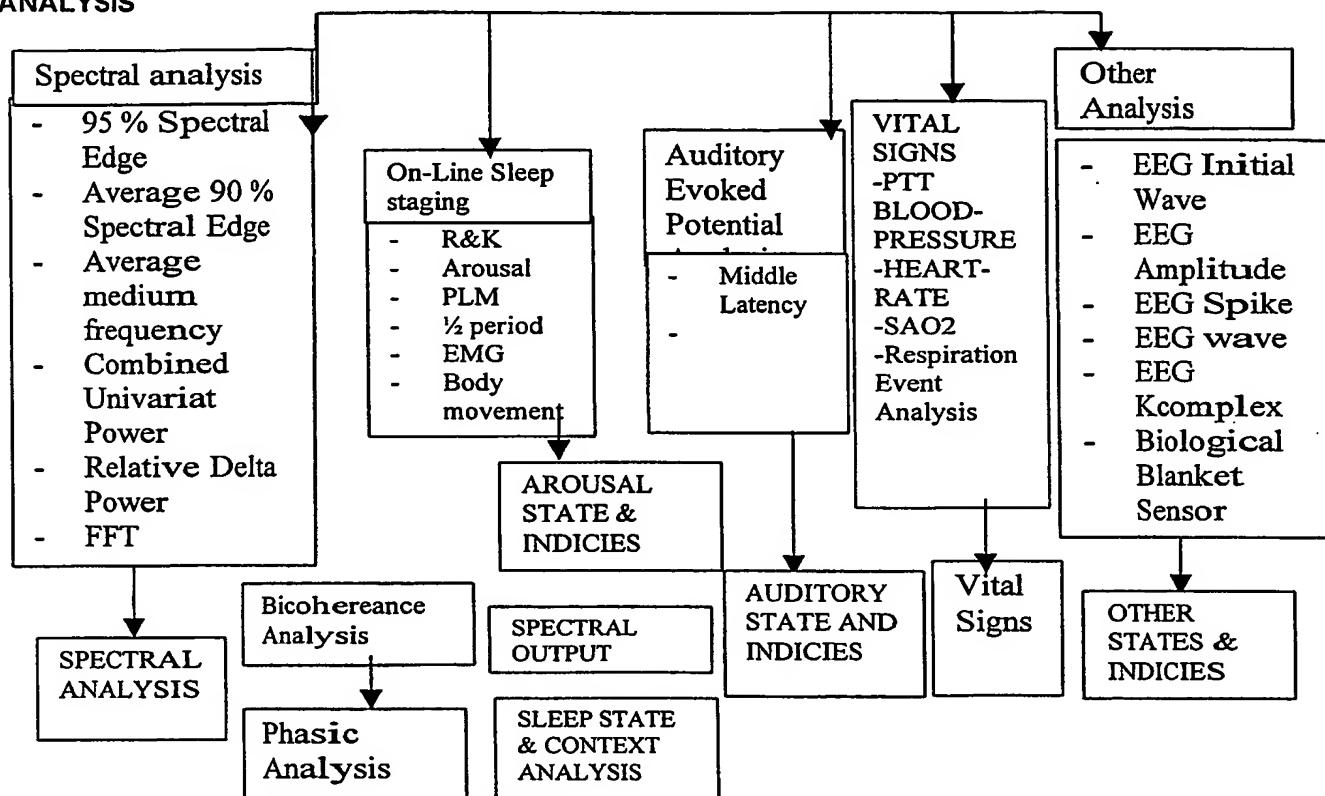 ANALYSIS
Spectral analysis
- 95 % Spectral
Edge
- Average 90 %
Spectral Edge
- Average
medium
frequency
- Combined
Univariat
Power
- Relative Delta
Power
- FFT
SPECTRAL
ANALYSIS
Bicohereance
Analysis
Phasic
Analysis
On-Line Sleep
staging
- R&K
- Arousal
- PLM
- ½ period
- EMG
- Body
movement
AROUSAL
STATE &
INDICIES
SPECTRAL
OUTPUT
SLEEP STATE
& CONTEXT
ANALYSIS
Auditory
Evoked
Potential
- Middle
Latency
-
AUDITORY
STATE AND
INDICIES
VITAL
SIGNS
-PTT
BLOOD-
PRESSURE
-HEART-
RATE
-SAO2
-Respiration
Event
Analysis
Vital
Signs
Other
Analysis
- EEG Initial
Wave
- EEG
Amplitude
- EEG Spike
- EEG wave
- EEG
Kcomplex
- Biological
Blanket
Sensor
OTHER
STATES &
INDICIES